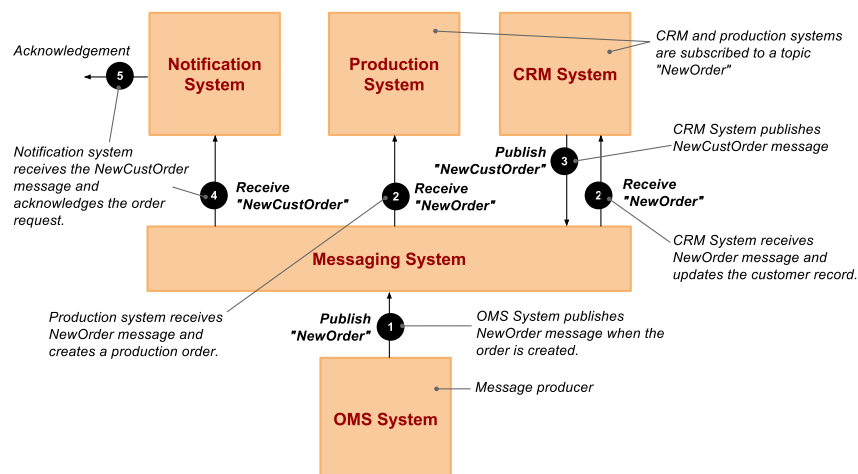 Acknowledgement
5
Notification
System
Production
System
CRM System
CRM and production systems
are subscribed to a topic
"NewOrder"
Notification system
receives the NewCustOrder
message and
acknowledges the order
request.
4
Receive
"NewCustOrder"
2
Receive
"NewOrder"
Publish
"NewCustOrder"
3
CRM System publishes
NewCustOrder message
2
Receive
"NewOrder"
CRM System receives
NewOrder message and
updates the customer record.
Messaging System
Production system receives
NewOrder message and
creates a production order.
Publish
"NewOrder"
1
OMS System publishes
NewOrder message when the
order is created.
OMS System
Message producer